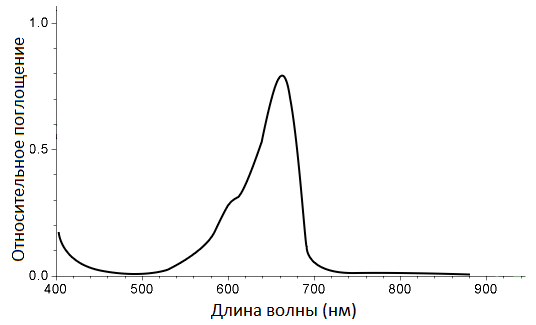 Относительное поглощение
1.0
0.5
0.0
400 500 600 700 800 900
Длина волны (нм)